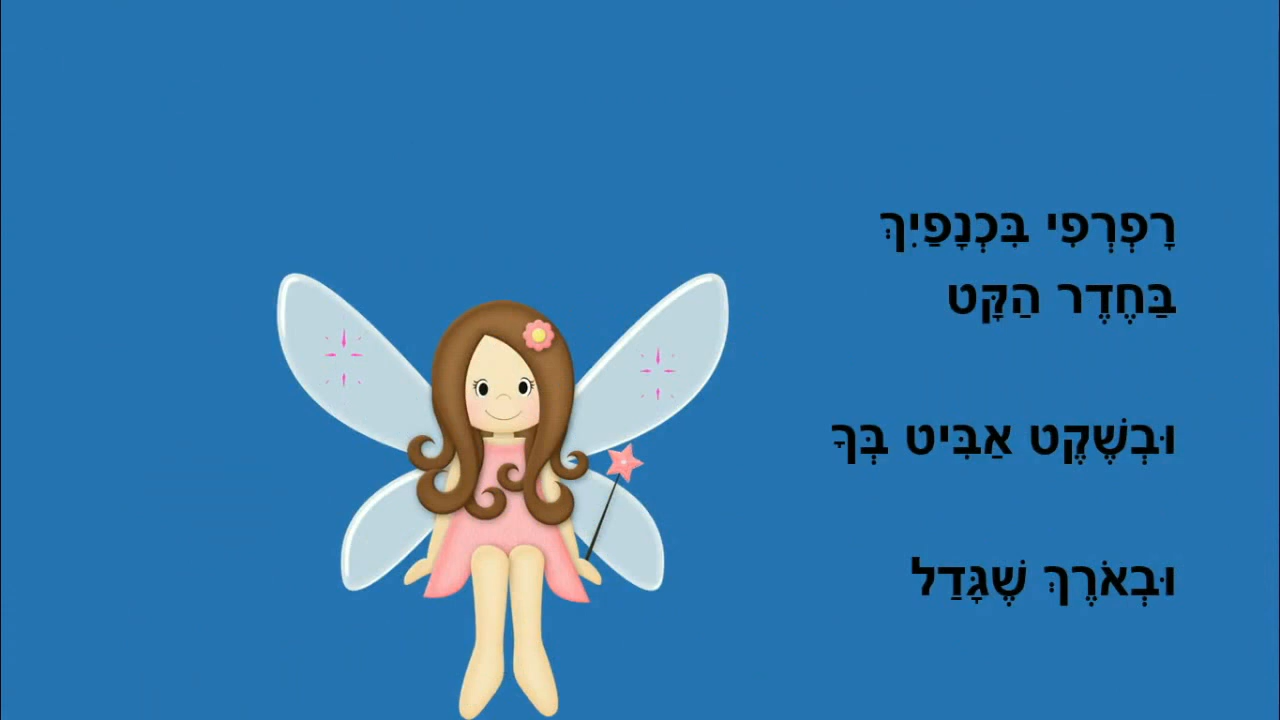 רָפְרְפִי בִּכְנָפַיִךְ
בַּחֶדֶר הַקָּט
וּבְשֶׁקֶט אַבִּיט בְּךָ
וּבְאֹרֶךְ שֶׁגָּדַל